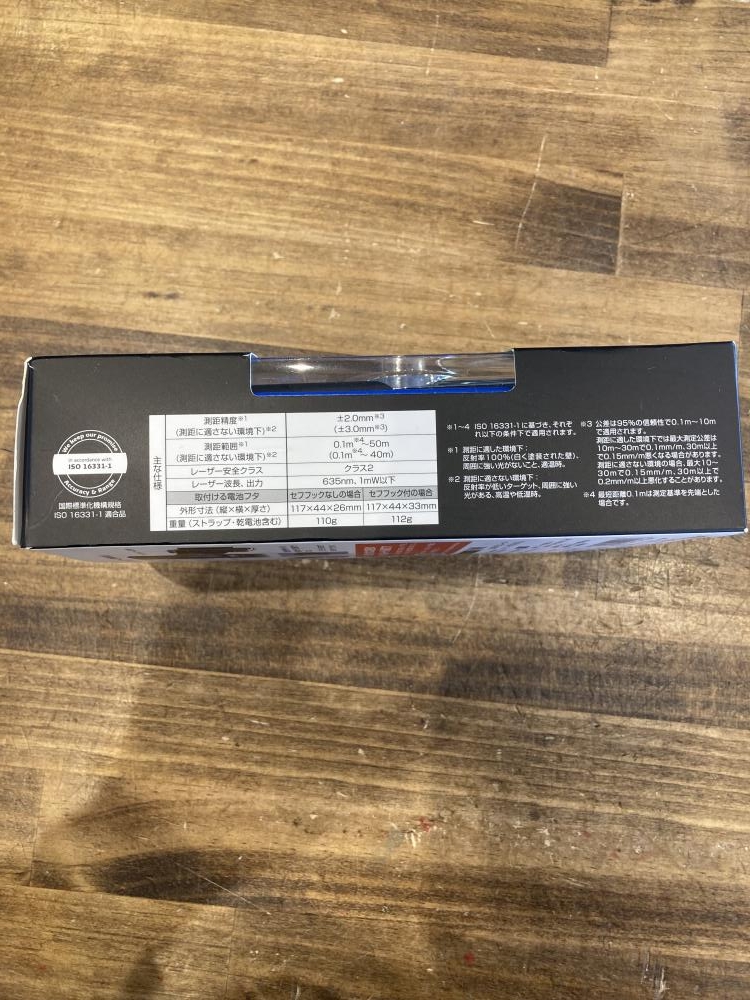 We keep our promise
in accordance with
ISO 16331-1
Accuracy & Range
国際標準化機構規格
ISO 16331-1 適合品
主な仕様
測距精度※1 ±2.0mm※3
(測距に適さない環境下)※2 (±3.0mm※3)
測距範囲※1 0.1m※4～50m
(測距に適さない環境下)※2 (0.1m※4～ 40m)
レーザー安全クラス クラス2
レーザー波長、出力 635nm, 1mW以下
取付ける電池フタ セフフックなしの場合 セフフック付の場合
外形寸法(縦×横×厚さ) 117×44×26mm 117×44×33mm
重量(ストラップ・乾電池含む) 110g 112g
※1～4 ISO 16331-1に基づき、それぞ
れ以下の条件下で適用されます。
※1 測距に適した環境下:
反射率100%(白く塗装された壁)、
周囲に強い光がないこと、適温時。
※2 測距に適さない環境下:
反射率が低いターゲット、周囲に強い
光がある、高温や低温時。
※3 公差は95%の信頼性で0.1m～10m
で適用されます。
測距に適した環境下では最大測定公差は
10m～30mで0.1mm/m、30m以上
で0.15mm/m悪くなる場合があります。
測距に適さない環境の場合、最大10～
30mで0.15mm/m、30m以上で
0.2mm/m以上悪化することがあります。
※4 最短距離0.1mは測定基準を先端とした
場合です。